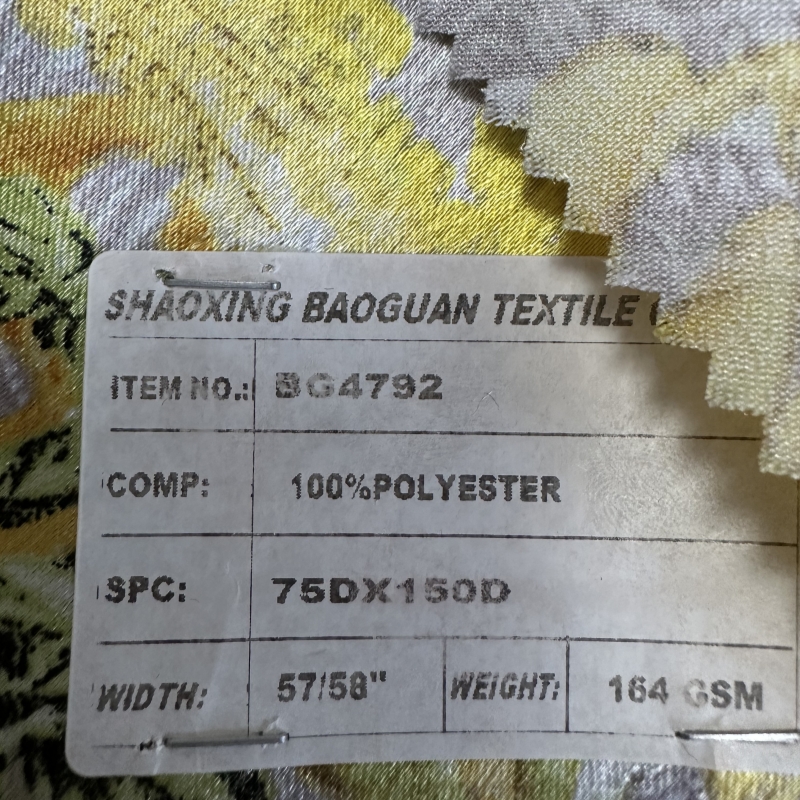 SHAOXING BAOGUAN TEXTILE
ITEM NO.: BG4792
COMP: 100%POLYESTER
SPC: 75DX150D
WIDTH: 57/58" WEIGHT: 164 GSM